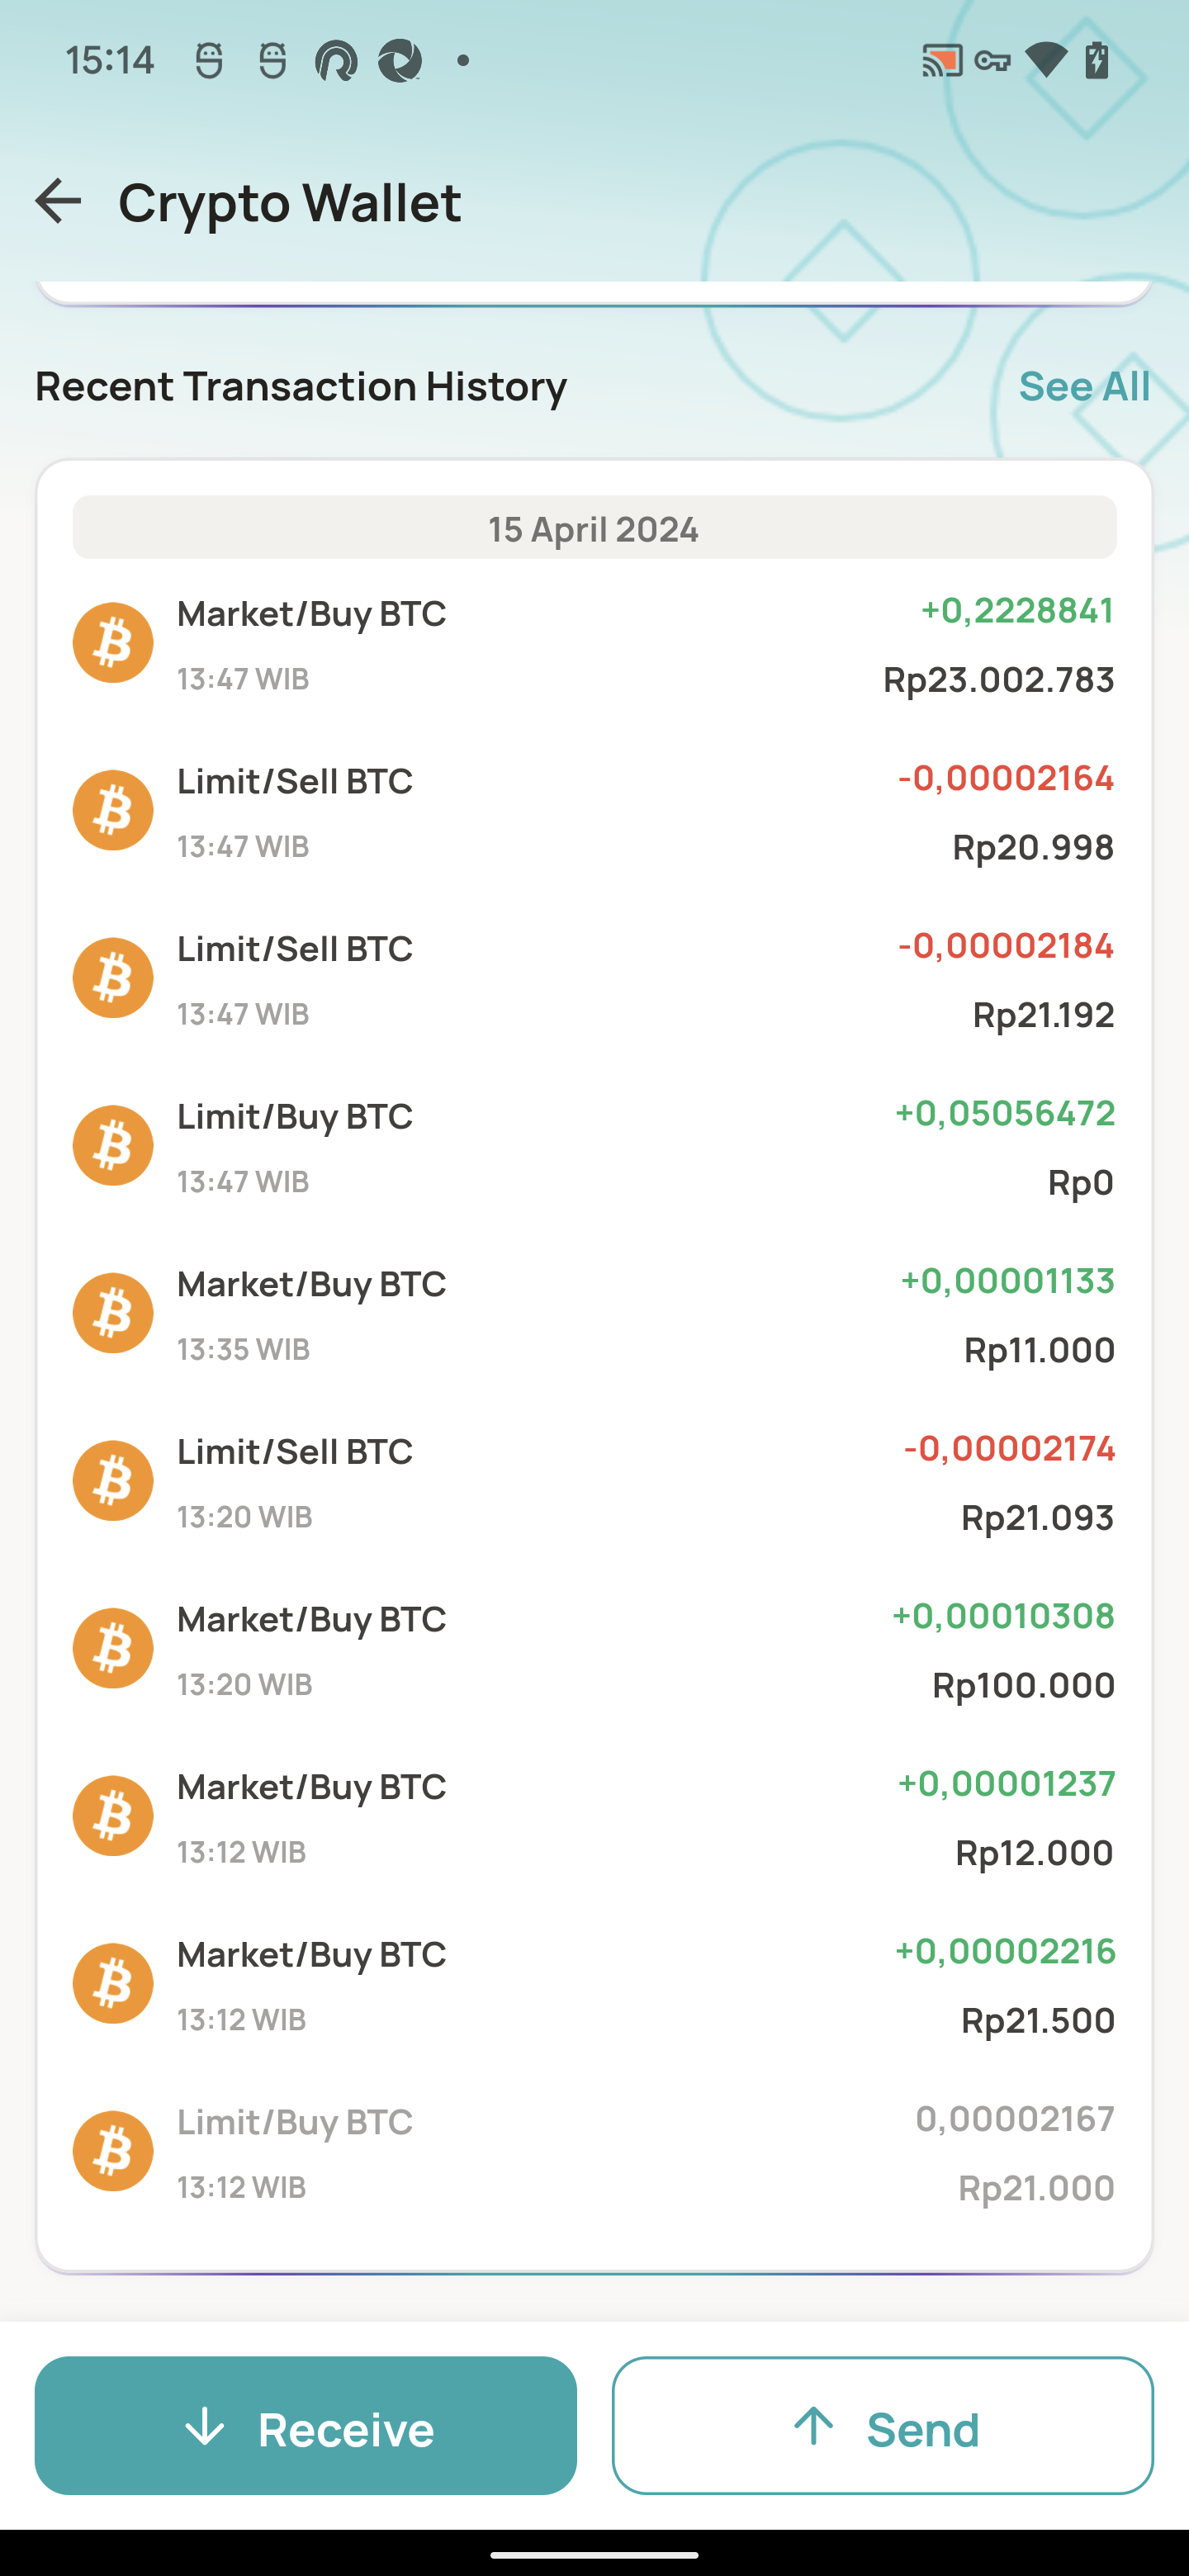 15:14
Crypto Wallet
Recent Transaction History
See All
15 April 2024
Market/Buy BTC
+0,2228841
13:47 WIB
Rp23.002.783
Limit/Sell BTC
-0,00002164
13:47 WIB
Rp20.998
Limit/Sell BTC
-0,00002184
13:47 WIB
Rp21.192
Limit/Buy BTC
+0,05056472
13:47 WIB
Rp0
Market/Buy BTC
+0,00001133
13:35 WIB
Rp11.000
Limit/Sell BTC
-0,00002174
13:20 WIB
Rp21.093
Market/Buy BTC
+0,00010308
13:20 WIB
Rp100.000
Market/Buy BTC
+0,00001237
13:12 WIB
Rp12.000
Market/Buy BTC
+0,00002216
13:12 WIB
Rp21.500
Limit/Buy BTC
0,00002167
13:12 WIB
Rp21.000
Receive
Send